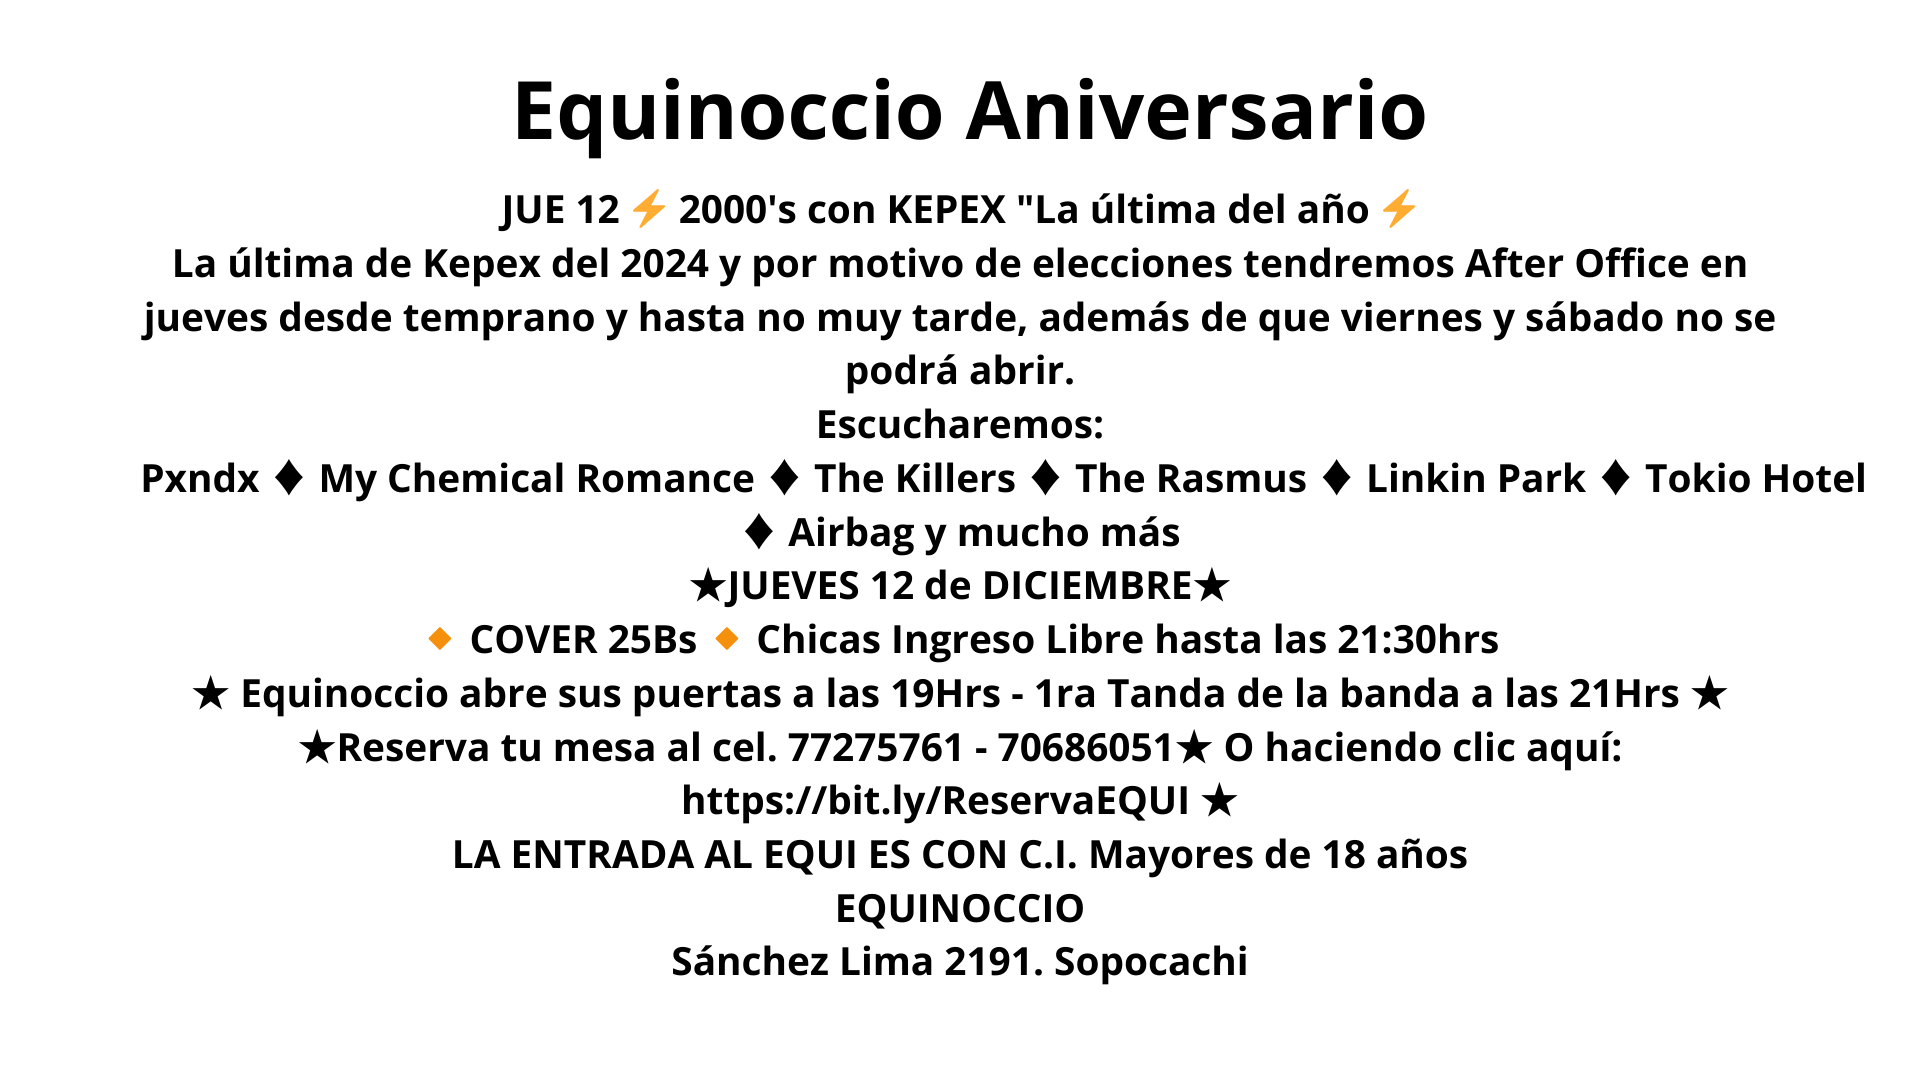 Equinoccio Aniversario
JUE 12 ⚡ 2000's con KEPEX "La última del año ⚡
La última de Kepex del 2024 y por motivo de elecciones tendremos After Office en
jueves desde temprano y hasta no muy tarde, además de que viernes y sábado no se
podrá abrir.
Escucharemos:
Pxndx ♦ My Chemical Romance ♦ The Killers ♦ The Rasmus ♦ Linkin Park ♦ Tokio Hotel
♦ Airbag y mucho más
★JUEVES 12 de DICIEMBRE★
🔸 COVER 25Bs 🔸 Chicas Ingreso Libre hasta las 21:30hrs
★ Equinoccio abre sus puertas a las 19Hrs - 1ra Tanda de la banda a las 21Hrs ★
★Reserva tu mesa al cel. 77275761 - 70686051★ O haciendo clic aquí:
https://bit.ly/ReservaEQUI ★
LA ENTRADA AL EQUI ES CON C.I. Mayores de 18 años
EQUINOCCIO
Sánchez Lima 2191. Sopocachi